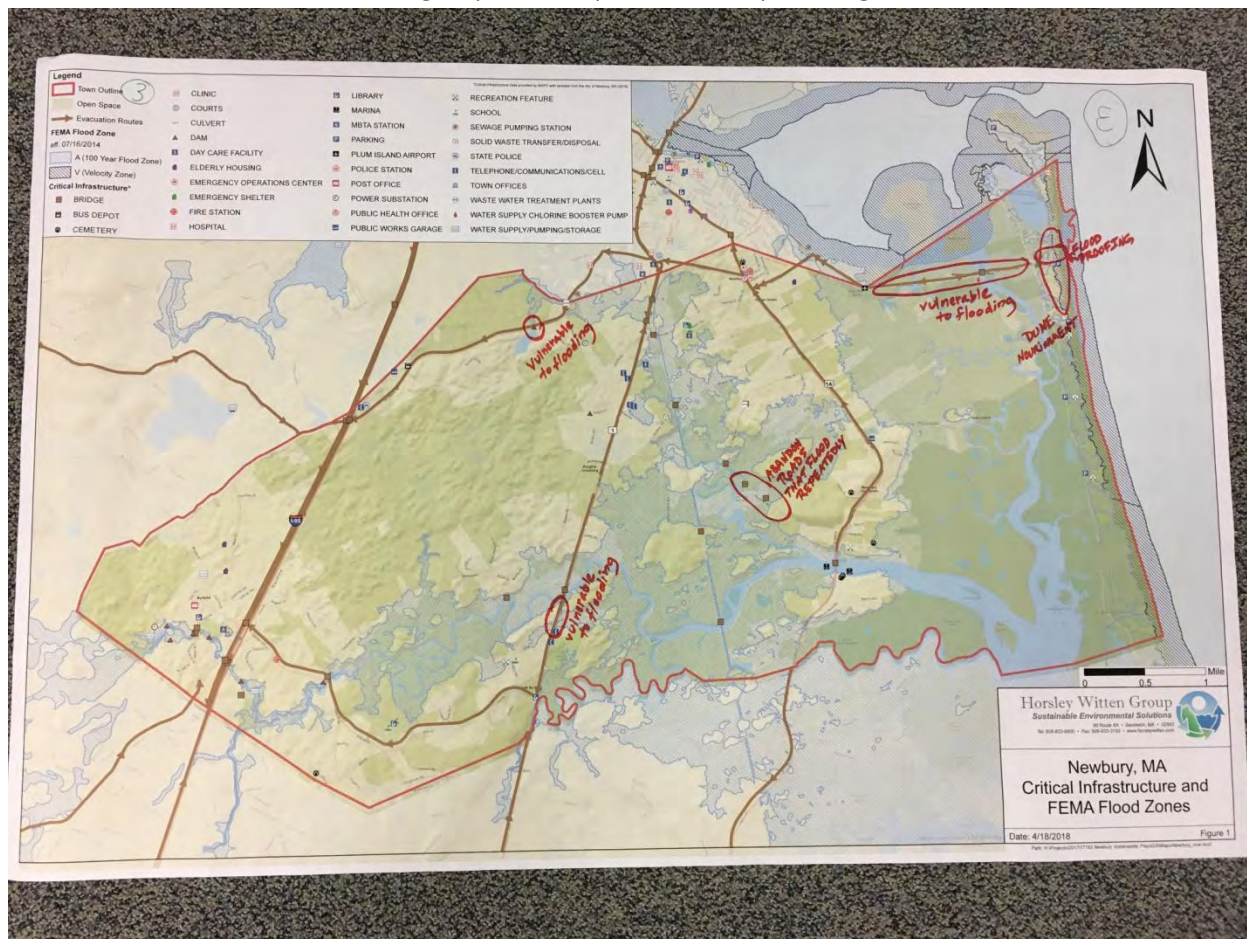 Legend
Town Outline
3
Open Space
Evacuation Routes
FEMA Flood Zone
eff. 07/16/2014
A (100 Year Flood Zone)
V (Velocity Zone)
Critical Infrastructure*
BRIDGE
BUS DEPOT
CEMETERY
CLINIC
COURTS
CULVERT
DAM
DAY CARE FACILITY
ELDERLY HOUSING
EMERGENCY OPERATIONS CENTER
EMERGENCY SHELTER
FIRE STATION
HOSPITAL
LIBRARY
MARINA
MBTA STATION
PARKING
PLUM ISLAND AIRPORT
POLICE STATION
POST OFFICE
POWER SUBSTATION
PUBLIC HEALTH OFFICE
PUBLIC WORKS GARAGE
RECREATION FEATURE
SCHOOL
SEWAGE PUMPING STATION
SOLID WASTE TRANSFER/DISPOSAL
STATE POLICE
TELEPHONE/COMMUNICATIONS/CELL
TOWN OFFICES
WASTE WATER TREATMENT PLANTS
WATER SUPPLY CHLORINE BOOSTER PUMP
WATER SUPPLY/PUMPING/STORAGE
3
N
FLOOD
PROOFING
vulnerable
to flooding
DUNE
NOURISHMENT
vulnerable
to flooding
1A
1
ABANDON
ROADS
THAT FLOOD
REPEATEDLY
95
vulnerable
to flooding
Mile
0 0.5 1
Horsley Witten Group
Sustainable Environmental Solutions
Newbury, MA
Critical Infrastructure and
FEMA Flood Zones
Date: 4/18/2018
Figure 1